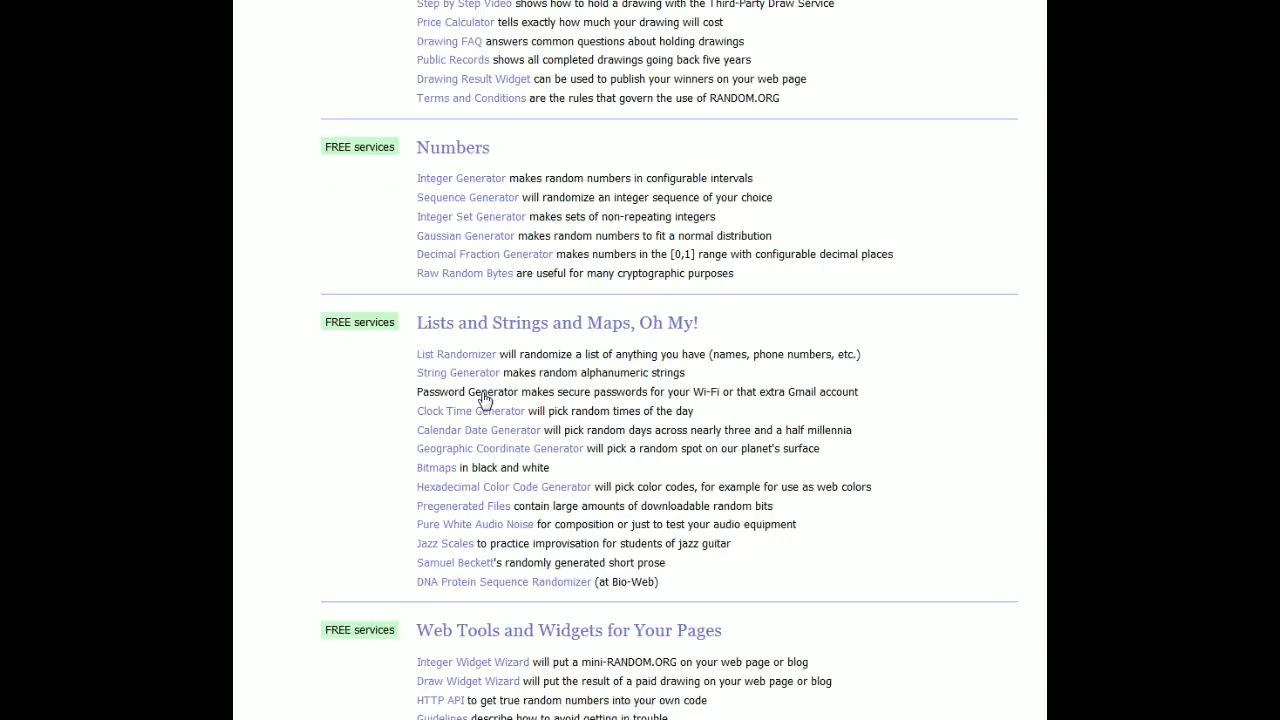 Step by Step Video shows how to hold a drawing with the Third-Party Draw Service
Price Calculator tells exactly how much your drawing will cost
Drawing FAQ answers common questions about holding drawings
Public Records shows all completed drawings going back five years
Drawing Result Widget can be used to publish your winners on your web page
Terms and Conditions are the rules that govern the use of RANDOM.ORG
FREE services Numbers
Integer Generator makes random numbers in configurable intervals
Sequence Generator will randomize an integer sequence of your choice
Integer Set Generator makes sets of non-repeating integers
Gaussian Generator makes random numbers to fit a normal distribution
Decimal Fraction Generator makes numbers in the [0,1] range with configurable decimal places
Raw Random Bytes are useful for many cryptographic purposes
FREE services Lists and Strings and Maps, Oh My!
List Randomizer will randomize a list of anything you have (names, phone numbers, etc.)
String Generator makes random alphanumeric strings
Password Generator makes secure passwords for your Wi-Fi or that extra Gmail account
Clock Time Generator will pick random times of the day
Calendar Date Generator will pick random days across nearly three and a half millennia
Geographic Coordinate Generator will pick a random spot on our planet's surface
Bitmaps in black and white
Hexadecimal Color Code Generator will pick color codes, for example for use as web colors
Pregenerated Files contain large amounts of downloadable random bits
Pure White Audio Noise for composition or just to test your audio equipment
Jazz Scales to practice improvisation for students of jazz guitar
Samuel Beckett's randomly generated short prose
DNA Protein Sequence Randomizer (at Bio-Web)
FREE services Web Tools and Widgets for Your Pages
Integer Widget Wizard will put a mini-RANDOM.ORG on your web page or blog
Draw Widget Wizard will put the result of a paid drawing on your web page or blog
HTTP API to get true random numbers into your own code
Guidelines describe how to avoid getting in trouble